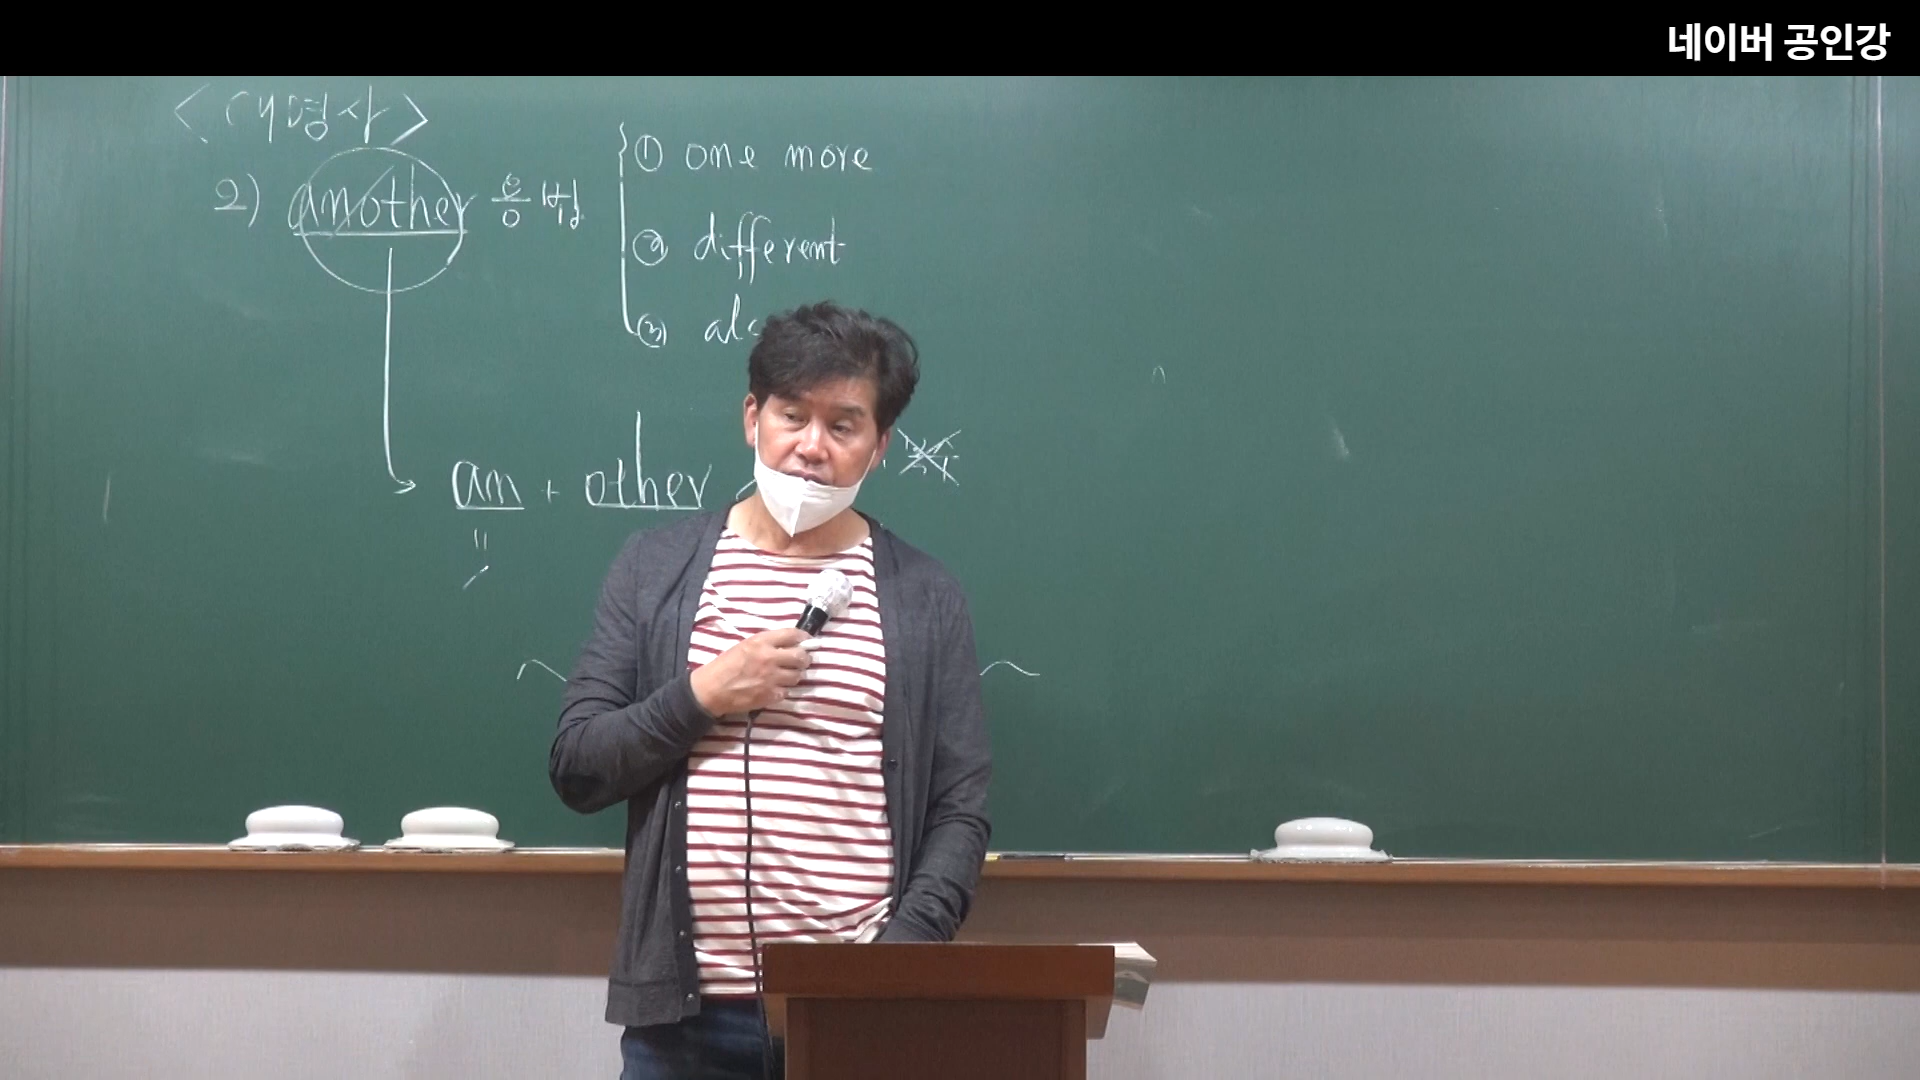 네이버 공인강
<대명사>
2) another 용법
① one more
② different
③ al
an + other
"